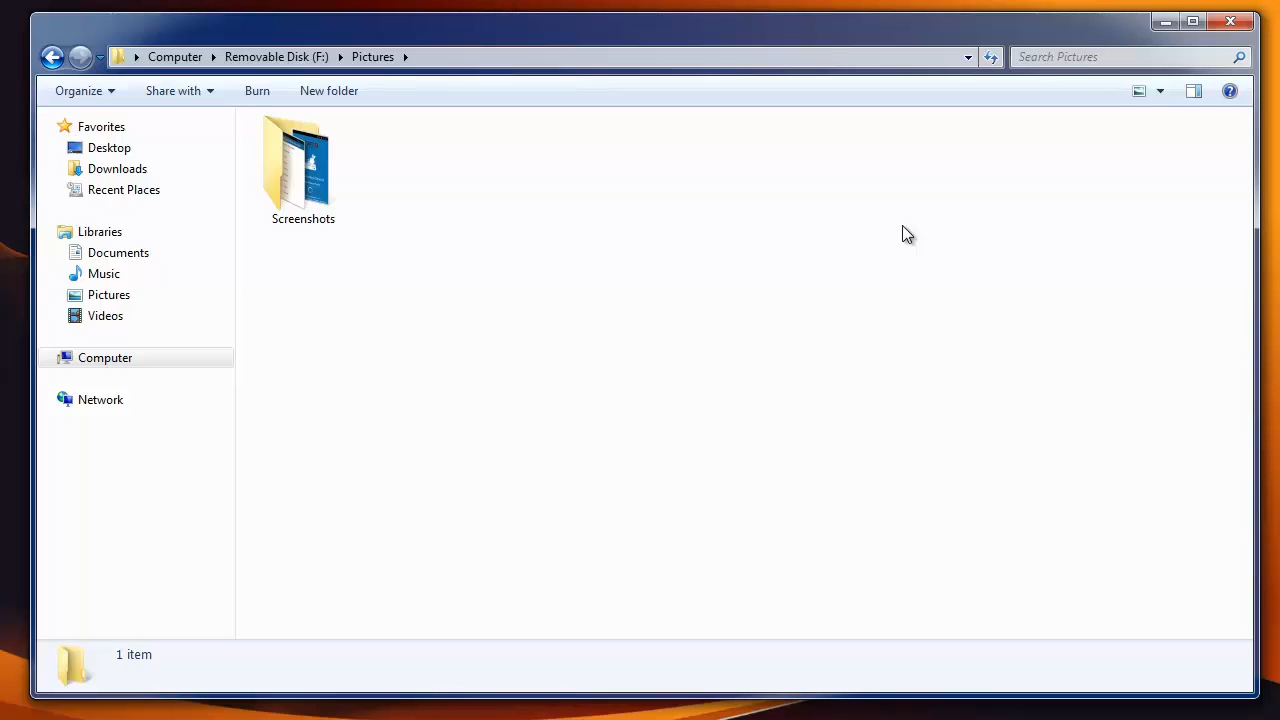 Computer Removable Disk (F:) Pictures Search Pictures
Organize Share with Burn New folder
Favorites
Desktop
Downloads
Recent Places
Libraries
Documents
Music
Pictures
Videos
Computer
Network
Screenshots
1 item